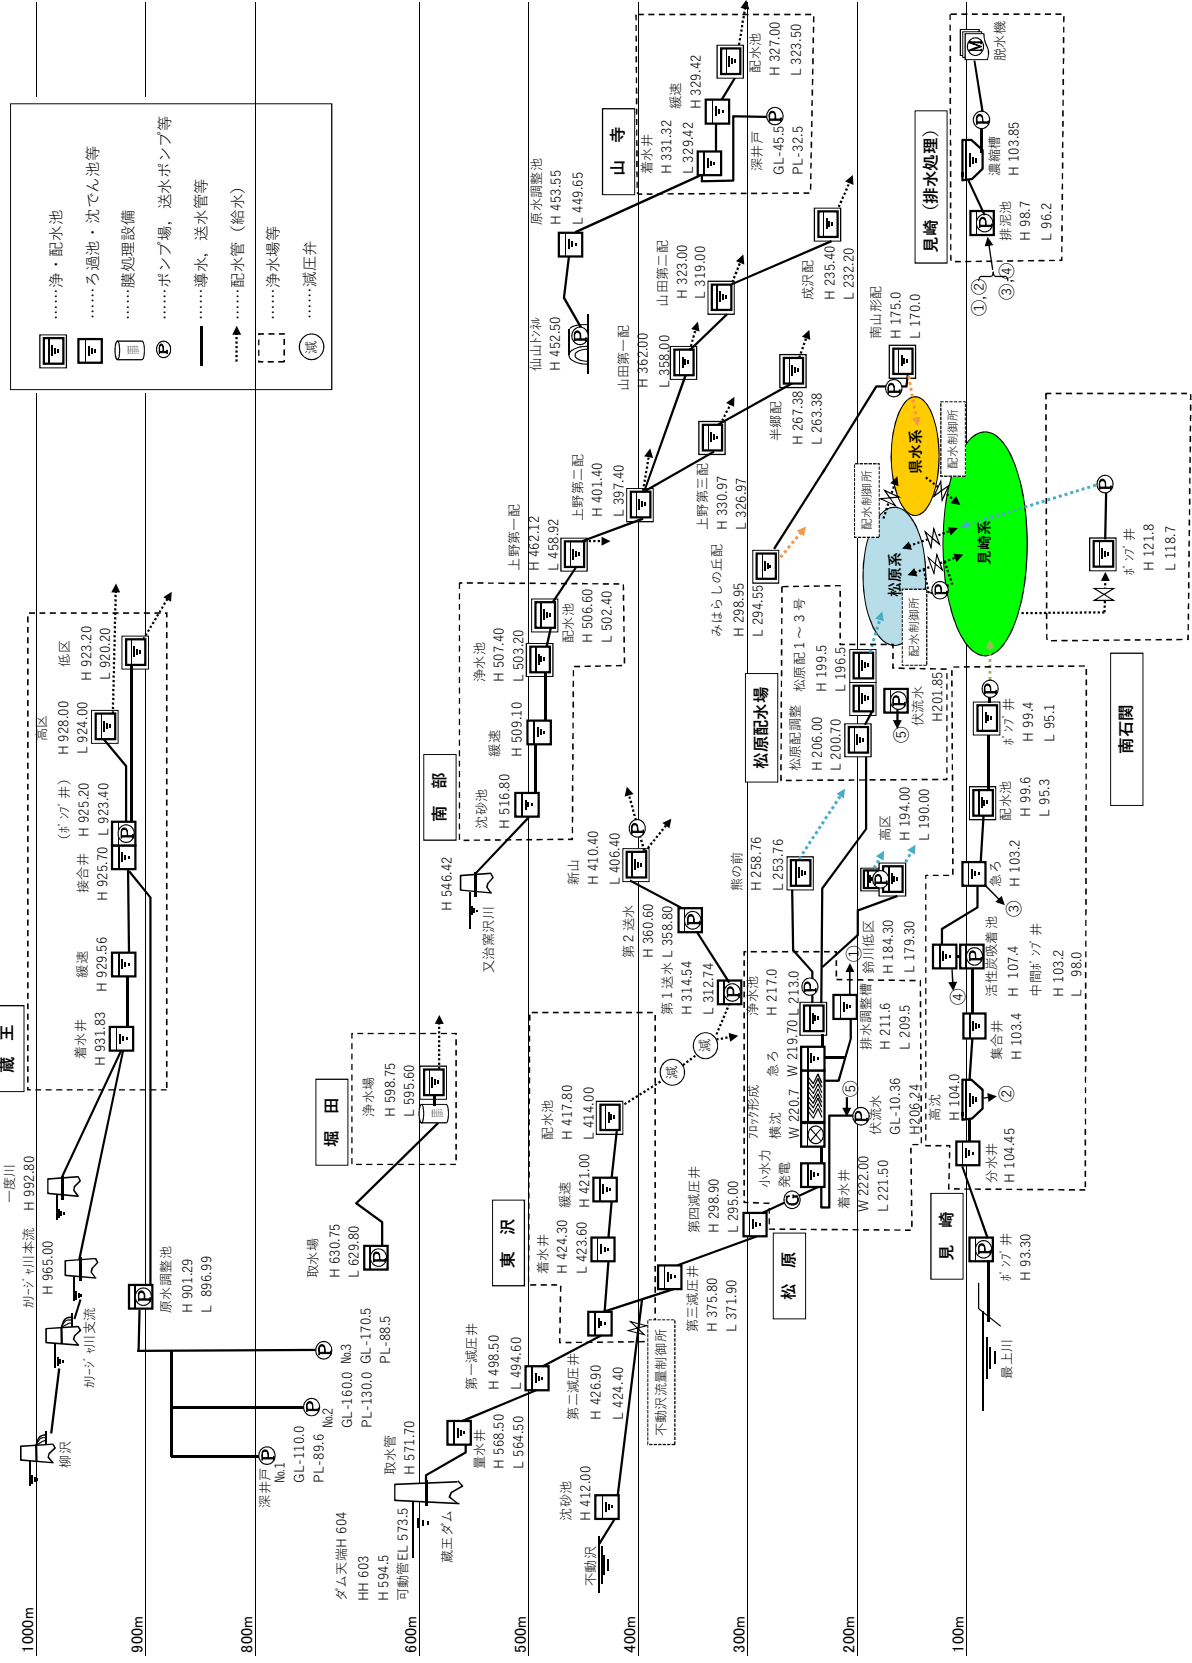 ……浄・配水池
……ろ過池・沈でん池等
……膜処理設備
……ポンプ場，送水ポンプ等
……導水，送水管等
……配水管（給水）
……浄水場等
……減圧弁
減
P
1000m
900m
800m
600m
500m
400m
300m
200m
100m
蔵 王
柳沢
ｶﾘｰｼﾞｬ川支流
ｶﾘｰｼﾞｬ川本流
H 965.00
一度川
H 992.80
着水井
H 931.83
緩速
H 929.56
接合井
H 925.70
(ﾎﾟﾝﾌﾟ井)
H 925.20
L 923.40
高区
H 928.00
L 924.00
低区
H 923.20
L 920.20
原水調整池
H 901.29
L 896.99
深井戸
№1
GL-110.0
PL-89.6
№2
GL-160.0
PL-130.0
№3
GL-170.5
PL-88.5
堀 田
取水場
H 630.75
L 629.80
浄水場
H 598.75
L 595.60
ダム天端H 604
HH 603
H 594.5
可動管EL 573.5
蔵王ダム
取水管
H 571.70
量水井
H 568.50
L 564.50
第一減圧井
H 498.50
L 494.60
第二減圧井
H 426.90
L 424.40
不動沢
沈砂池
H 412.00
不動沢流量制御所
第三減圧井
H 375.80
L 371.90
第四減圧井
H 298.90
L 295.00
東 沢
着水井
H 424.30
L 423.60
緩速
H 421.00
配水池
H 417.80
L 414.00
減
減
第１送水
H 314.54
L 312.74
第２送水
H 360.60
L 358.80
新山
H 410.40
L 406.40
南 部
H 546.42
又治窯沢川
沈砂池
H 516.80
緩速
H 509.10
浄水池
H 507.40
L 503.20
配水池
H 506.60
L 502.40
上野第一配
H 462.12
L 458.92
上野第二配
H 401.40
L 397.40
上野第三配
H 330.97
L 326.97
半郷配
H 267.38
L 263.38
山田第一配
H 362.00
L 358.00
山田第二配
H 323.00
L 319.00
成沢配
H 235.40
L 232.20
仙山ﾄﾝﾈﾙ
H 452.50
原水調整池
H 453.55
L 449.65
山 寺
着水井
H 331.32
L 329.42
緩速
H 329.42
配水池
H 327.00
L 323.50
深井戸
GL-45.5
PL-32.5
松 原
G
小水力
発電
着水井
W 222.00
L 221.50
ﾌﾛｯｸ形成
横沈
W 220.7
急ろ
W 219.70
浄水池
H 217.0
L 213.0
⑤
伏流水
GL-10.36
H206.24
排水調整槽
H 211.6
L 209.5
①
鈴川低区
H 184.30
L 179.30
高区
H 194.00
L 190.00
熊の前
H 258.76
L 253.76
松原配水場
松原配調整
H 206.00
L 200.70
松原配１～３号
H 199.5
L 196.5
⑤
伏流水
H201.85
みはらしの丘配
H 298.95
L 294.55
南山形配
H 175.0
L 170.0
松原系
県水系
見崎系
配水制御所
配水制御所
配水制御所
見 崎
最上川
ﾎﾟﾝﾌﾟ井
H 93.30
分水井
H 104.45
高沈
H 104.0
②
集合井
H 103.4
活性炭吸着池
H 107.4
中間ﾎﾟﾝﾌﾟ井
H 103.2
L 98.0
④
急ろ
H 103.2
③
配水池
H 99.6
L 95.3
ﾎﾟﾝﾌﾟ井
H 99.4
L 95.1
南石関
ﾎﾟﾝﾌﾟ井
H 121.8
L 118.7
見崎（排水処理）
①,②
③,④
排泥池
H 98.7
L 96.2
濃縮槽
H 103.85
M
脱水機